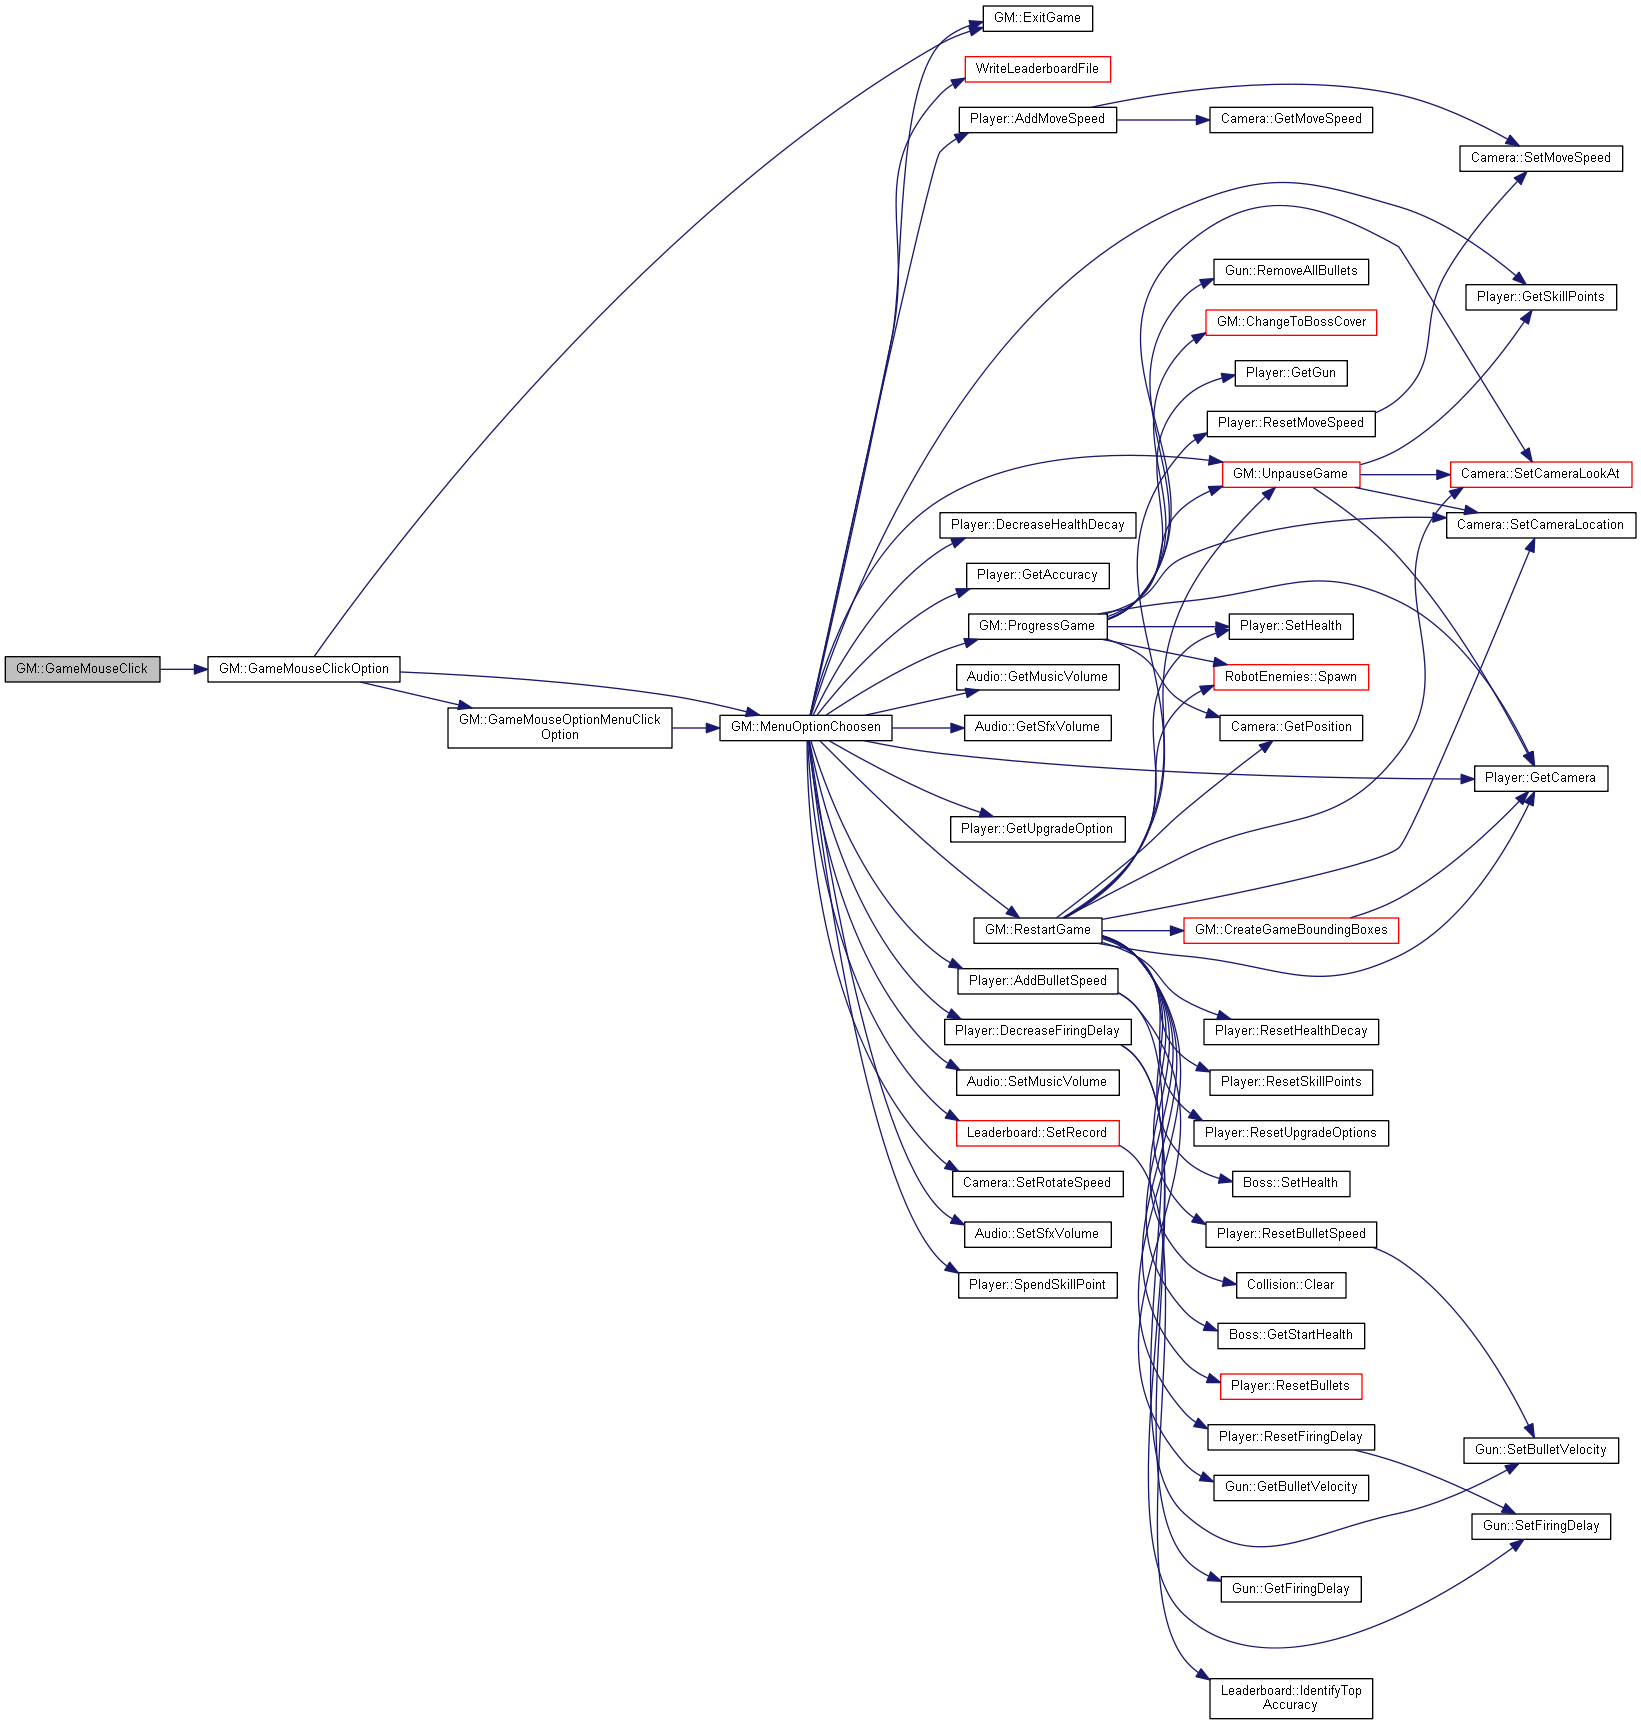 GM::ExitGame
WriteLeaderboardFile
Player::AddMoveSpeed
Camera::GetMoveSpeed
Camera::SetMoveSpeed
Gun::RemoveAllBullets
Player::GetSkillPoints
GM::ChangeToBossCover
Player::GetGun
Player::ResetMoveSpeed
GM::UnpauseGame
Camera::SetCameraLookAt
Player::DecreaseHealthDecay
Camera::SetCameraLocation
Player::GetAccuracy
GM::ProgressGame
Player::SetHealth
GM::GameMouseClick
GM::GameMouseClickOption
Audio::GetMusicVolume
RobotEnemies::Spawn
GM::GameMouseOptionMenuClick
Option
GM::MenuOptionChoosen
Audio::GetSfxVolume
Camera::GetPosition
Player::GetCamera
Player::GetUpgradeOption
GM::RestartGame
GM::CreateGameBoundingBoxes
Player::AddBulletSpeed
Player::DecreaseFiringDelay
Player::ResetHealthDecay
Audio::SetMusicVolume
Player::ResetSkillPoints
Leaderboard::SetRecord
Player::ResetUpgradeOptions
Camera::SetRotateSpeed
Boss::SetHealth
Audio::SetSfxVolume
Player::ResetBulletSpeed
Player::SpendSkillPoint
Collision::Clear
Boss::GetStartHealth
Player::ResetBullets
Player::ResetFiringDelay
Gun::SetBulletVelocity
Gun::GetBulletVelocity
Gun::SetFiringDelay
Gun::GetFiringDelay
Leaderboard::IdentifyTop
Accuracy